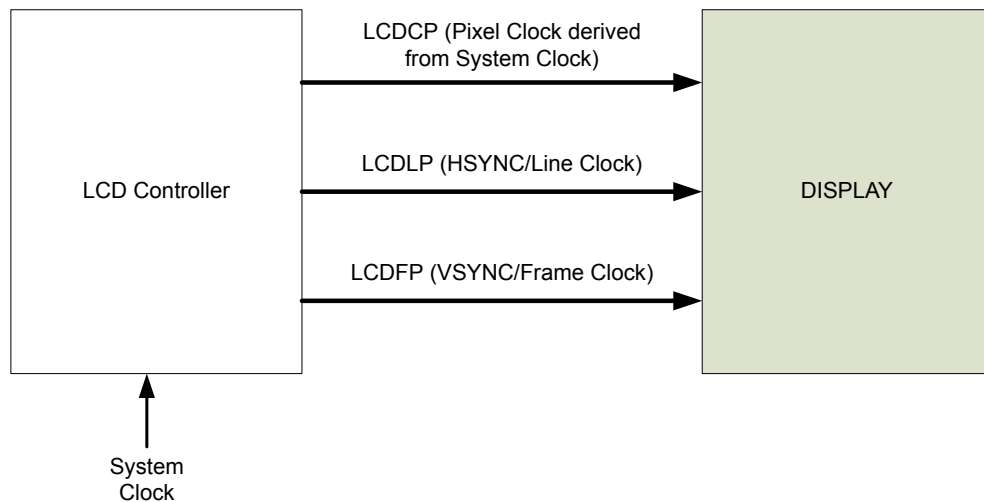 LCDCP (Pixel Clock derived
from System Clock)
LCD Controller
LCDLP (HSYNC/Line Clock)
DISPLAY
LCDFP (VSYNC/Frame Clock)
System
Clock